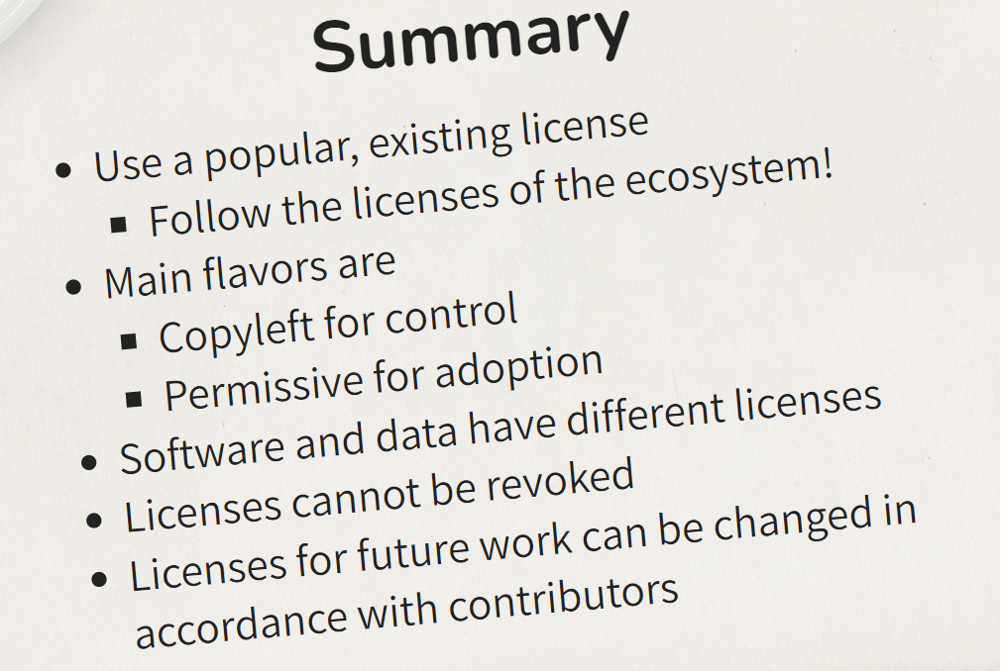 Summary
• Use a popular, existing license
▪ Follow the licenses of the ecosystem!
• Main flavors are
▪ Copyleft for control
▪ Permissive for adoption
• Software and data have different licenses
• Licenses cannot be revoked
• Licenses for future work can be changed in
accordance with contributors